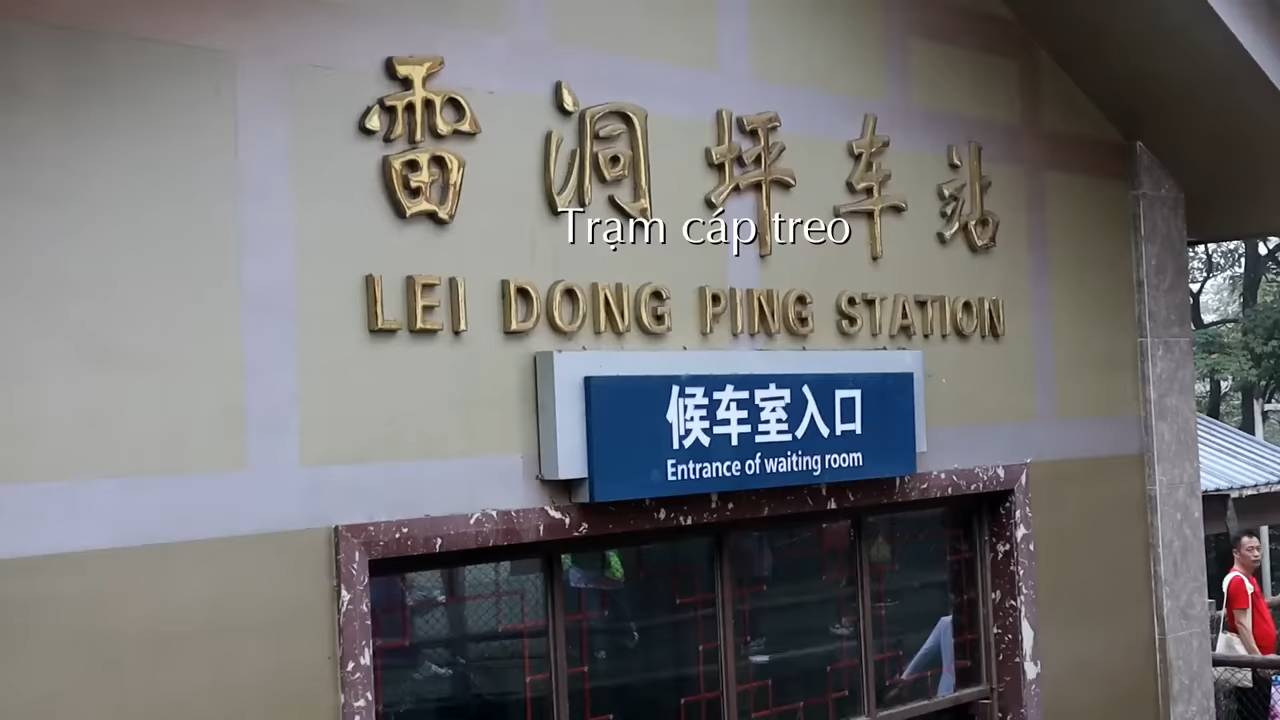 雷洞坪车站
Trạm cáp treo
LEI DONG PING STATION
候车室入口
Entrance of waiting room